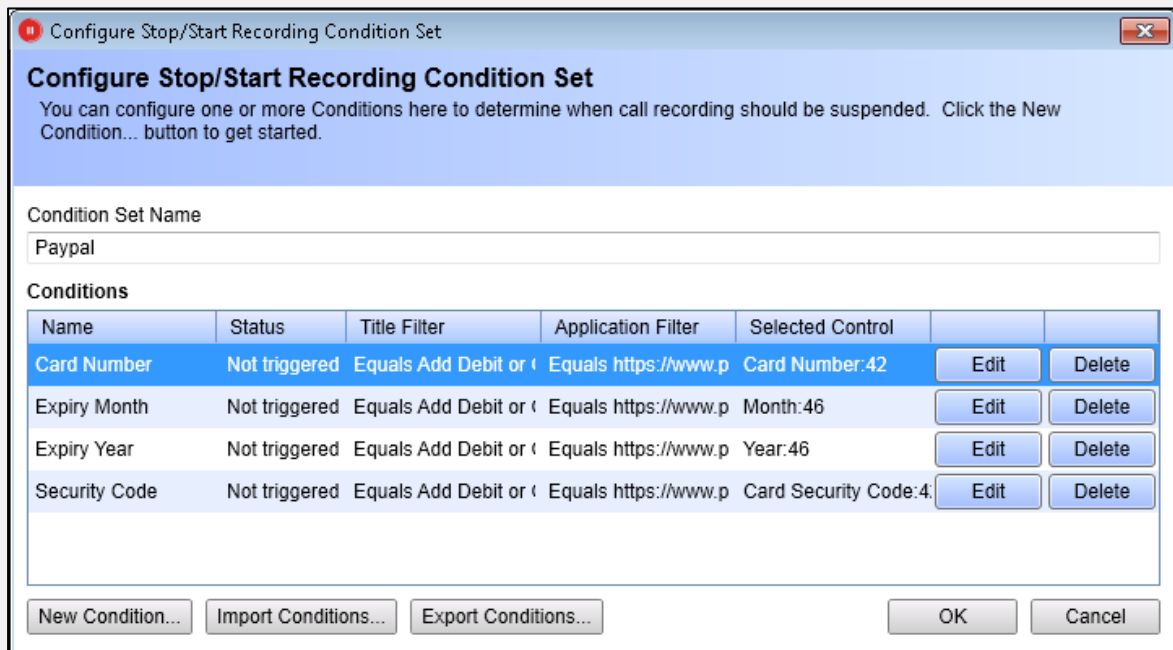 Configure Stop/Start Recording Condition Set
Configure Stop/Start Recording Condition Set
You can configure one or more Conditions here to determine when call recording should be suspended. Click the New
Condition... button to get started.
Condition Set Name
Paypal
Conditions
Name Status Title Filter Application Filter Selected Control
Card Number Not triggered Equals Add Debit or Equals https://www.p Card Number:42 Edit Delete
Expiry Month Not triggered Equals Add Debit or Equals https://www.p Month:46 Edit Delete
Expiry Year Not triggered Equals Add Debit or Equals https://www.p Year:46 Edit Delete
Security Code Not triggered Equals Add Debit or Equals https://www.p Card Security Code:4 Edit Delete
New Condition... Import Conditions... Export Conditions... OK Cancel